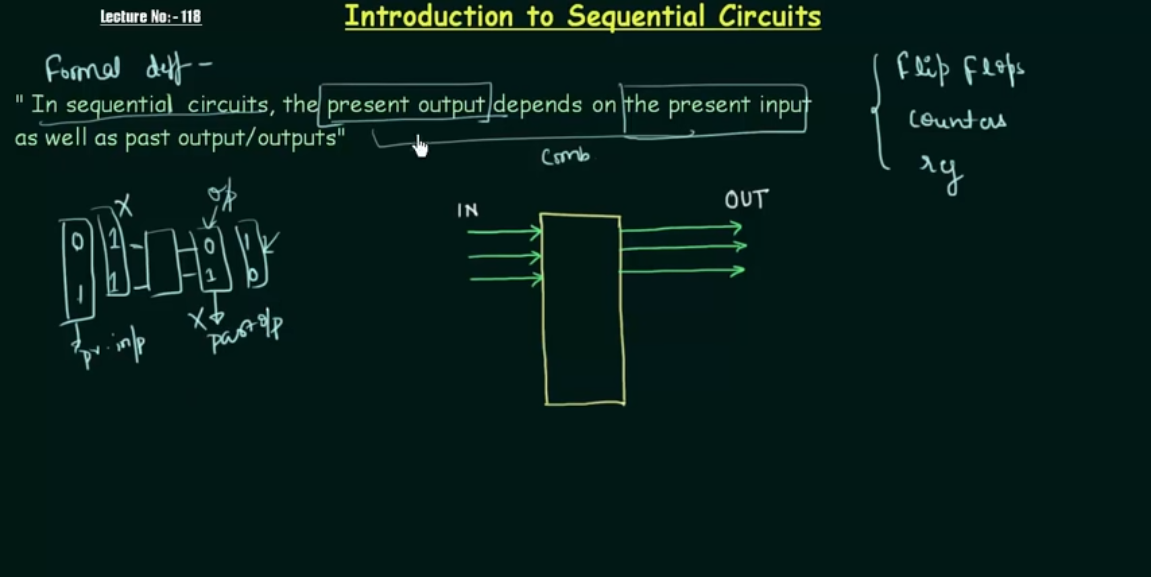 Lecture No:- 118
Introduction to Sequential Circuits
formal diff -
" In sequential circuits, the present output depends on the present input
as well as past output/outputs"
Comb
flip flops
counters
rg
X
o/p
0
1
1
1
0
1
1
0
X
pr. in/p
past o/p
IN
OUT